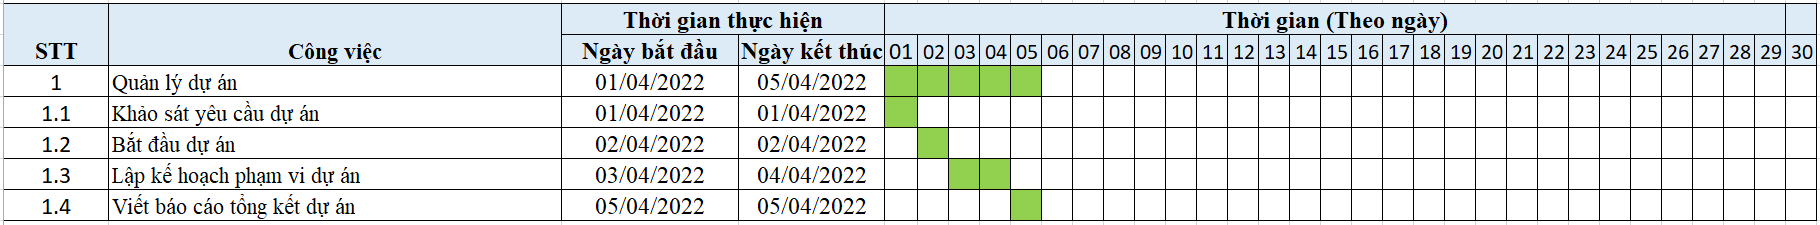 Thời gian thực hiện Thời gian (Theo ngày)
STT Công việc Ngày bắt đầu Ngày kết thúc 01 02 03 04 05 06 07 08 09 10 11 12 13 14 15 16 17 18 19 20 21 22 23 24 25 26 27 28 29 30
1 Quản lý dự án 01/04/2022 05/04/2022
1.1 Khảo sát yêu cầu dự án 01/04/2022 01/04/2022
1.2 Bắt đầu dự án 02/04/2022 02/04/2022
1.3 Lập kế hoạch phạm vi dự án 03/04/2022 04/04/2022
1.4 Viết báo cáo tổng kết dự án 05/04/2022 05/04/2022